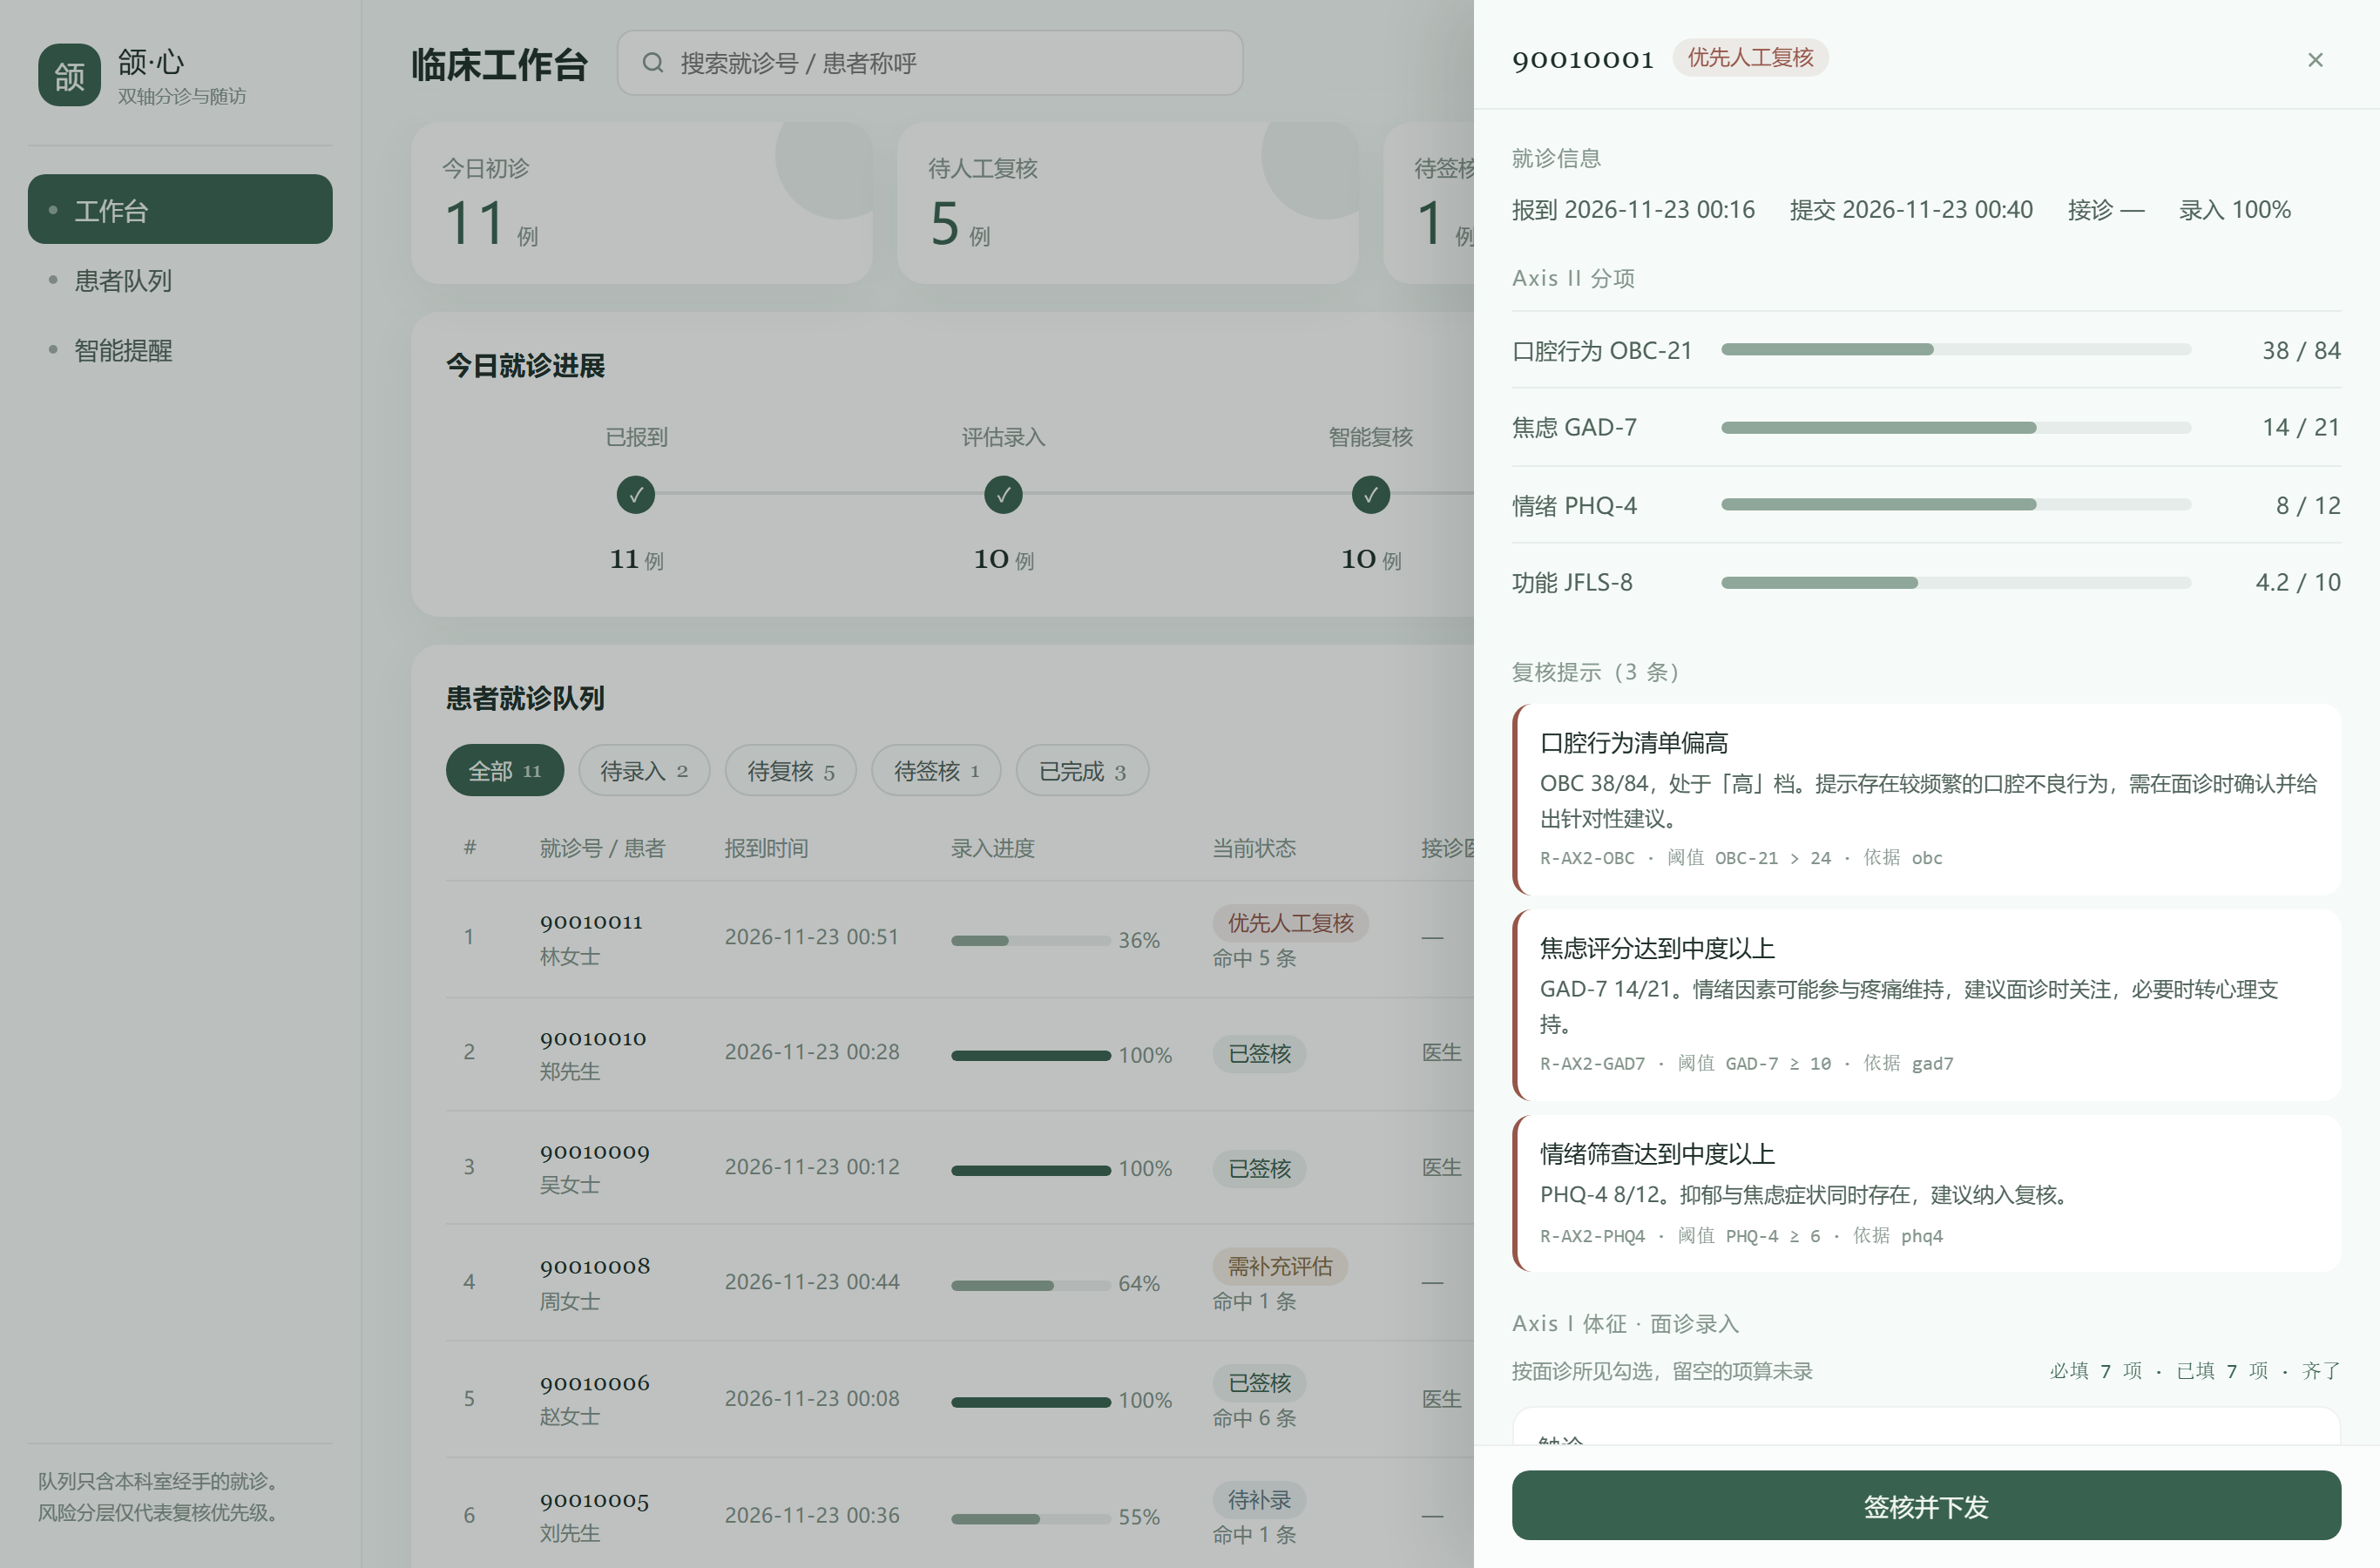 颌
颌·心
双轴分诊与随访
工作台
患者队列
智能提醒
队列只含本科室经手的就诊。
风险分层仅代表复核优先级。
临床工作台
搜索就诊号 / 患者称呼
今日初诊
11 例
待人工复核
5 例
待签核
1 例
今日就诊进展
已报到
评估录入
智能复核
11 例
10 例
10 例
患者就诊队列
全部 11
待录入 2
待复核 5
待签核 1
已完成 3
# 就诊号 / 患者 报到时间 录入进度 当前状态
1 90010011 林女士 2026-11-23 00:51 36% 优先人工复核 命中 5 条 —
2 90010010 郑先生 2026-11-23 00:28 100% 已签核 医生
3 90010009 吴女士 2026-11-23 00:12 100% 已签核 医生
4 90010008 周女士 2026-11-23 00:44 64% 需补充评估 命中 1 条 —
5 90010006 赵女士 2026-11-23 00:08 100% 已签核 命中 6 条 医生
6 90010005 刘先生 2026-11-23 00:36 55% 待补录 命中 1 条 —
90010001 优先人工复核 ×
就诊信息
报到 2026-11-23 00:16 提交 2026-11-23 00:40 接诊 — 录入 100%
Axis II 分项
口腔行为 OBC-21 38 / 84
焦虑 GAD-7 14 / 21
情绪 PHQ-4 8 / 12
功能 JFLS-8 4.2 / 10
复核提示（3 条）
口腔行为清单偏高
OBC 38/84，处于「高」档。提示存在较频繁的口腔不良行为，需在面诊时确认并给
出针对性建议。
R-AX2-OBC · 阈值 OBC-21 > 24 · 依据 obc
焦虑评分达到中度以上
GAD-7 14/21。情绪因素可能参与疼痛维持，建议面诊时关注，必要时转心理支
持。
R-AX2-GAD7 · 阈值 GAD-7 ≥ 10 · 依据 gad7
情绪筛查达到中度以上
PHQ-4 8/12。抑郁与焦虑症状同时存在，建议纳入复核。
R-AX2-PHQ4 · 阈值 PHQ-4 ≥ 6 · 依据 phq4
Axis I 体征 · 面诊录入
按面诊所见勾选，留空的项算未录
必填 7 项 · 已填 7 项 · 齐了
签核并下发